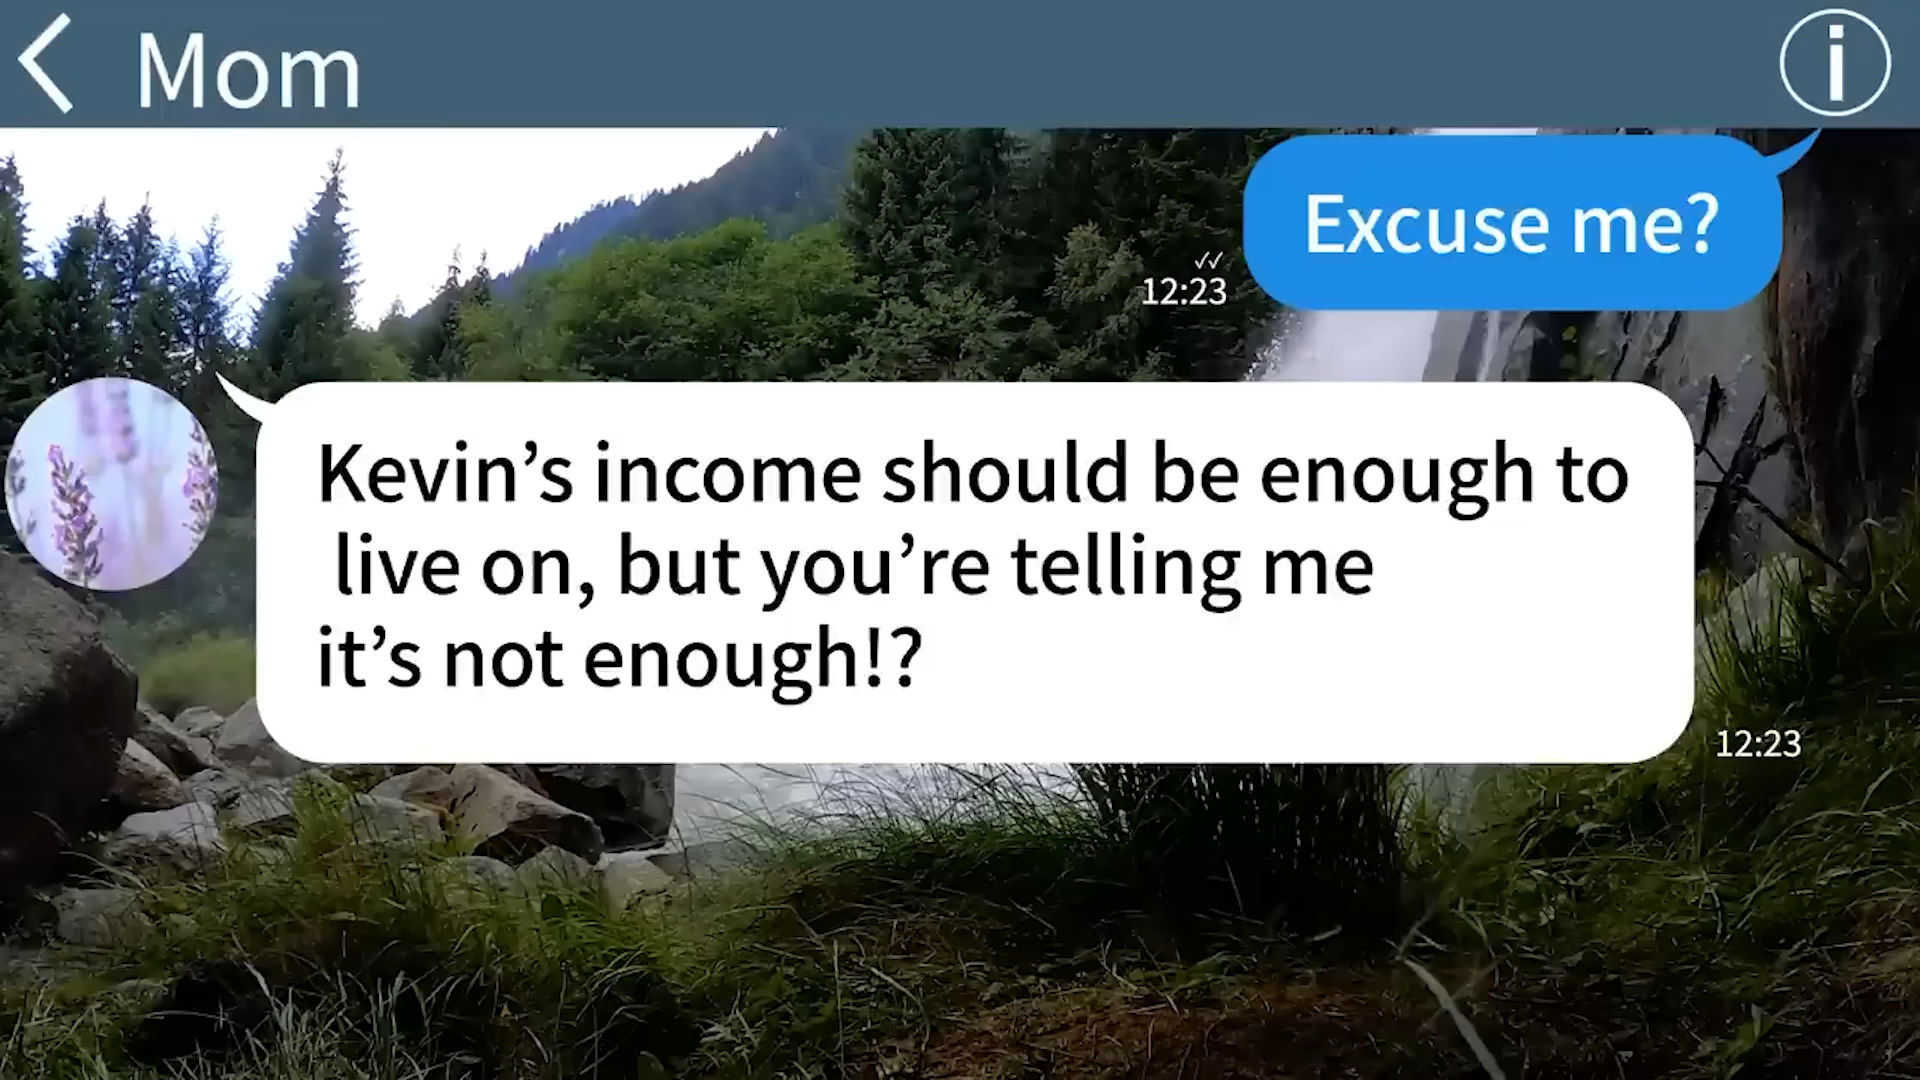 Mom
Excuse me?
12:23
Kevin’s income should be enough to
live on, but you’re telling me
it’s not enough!?
12:23